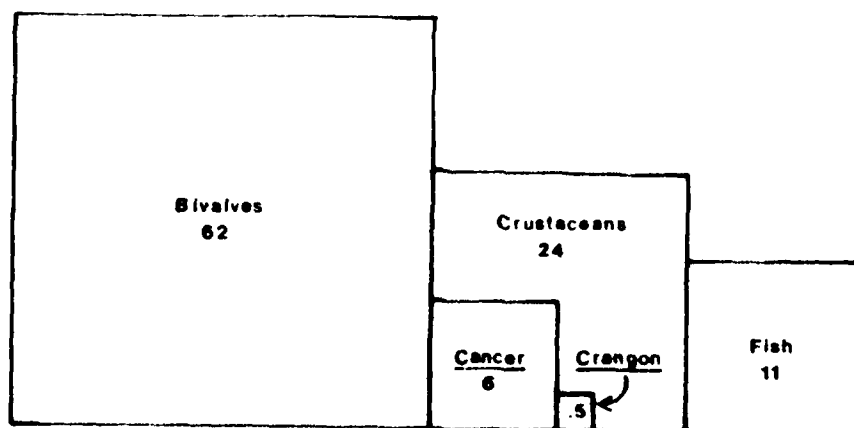 Bivalves
62
Crustaceans
24
Cancer
6
Crangon
.5
Fish
11